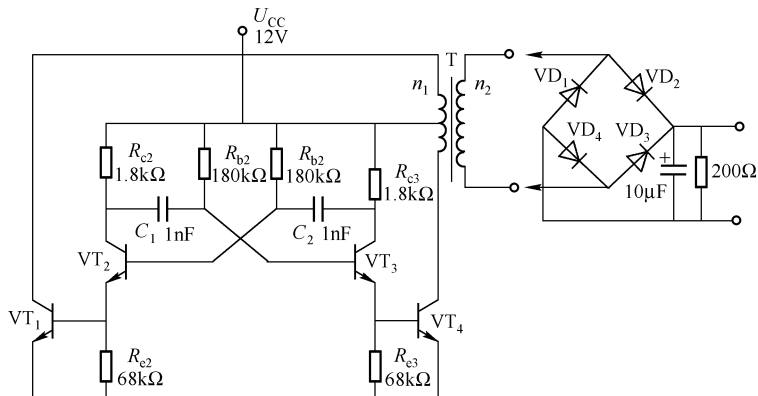 U_CC
12V
T
n₁
n₂
VD₁
VD₂
VD₄
VD₃
R_c2
1.8kΩ
R_b2
180kΩ
R_b2
180kΩ
R_c3
1.8kΩ
C₁ 1nF
C₂ 1nF
+
10μF
200Ω
VT₂
VT₃
VT₁
VT₄
R_e2
68kΩ
R_e3
68kΩ